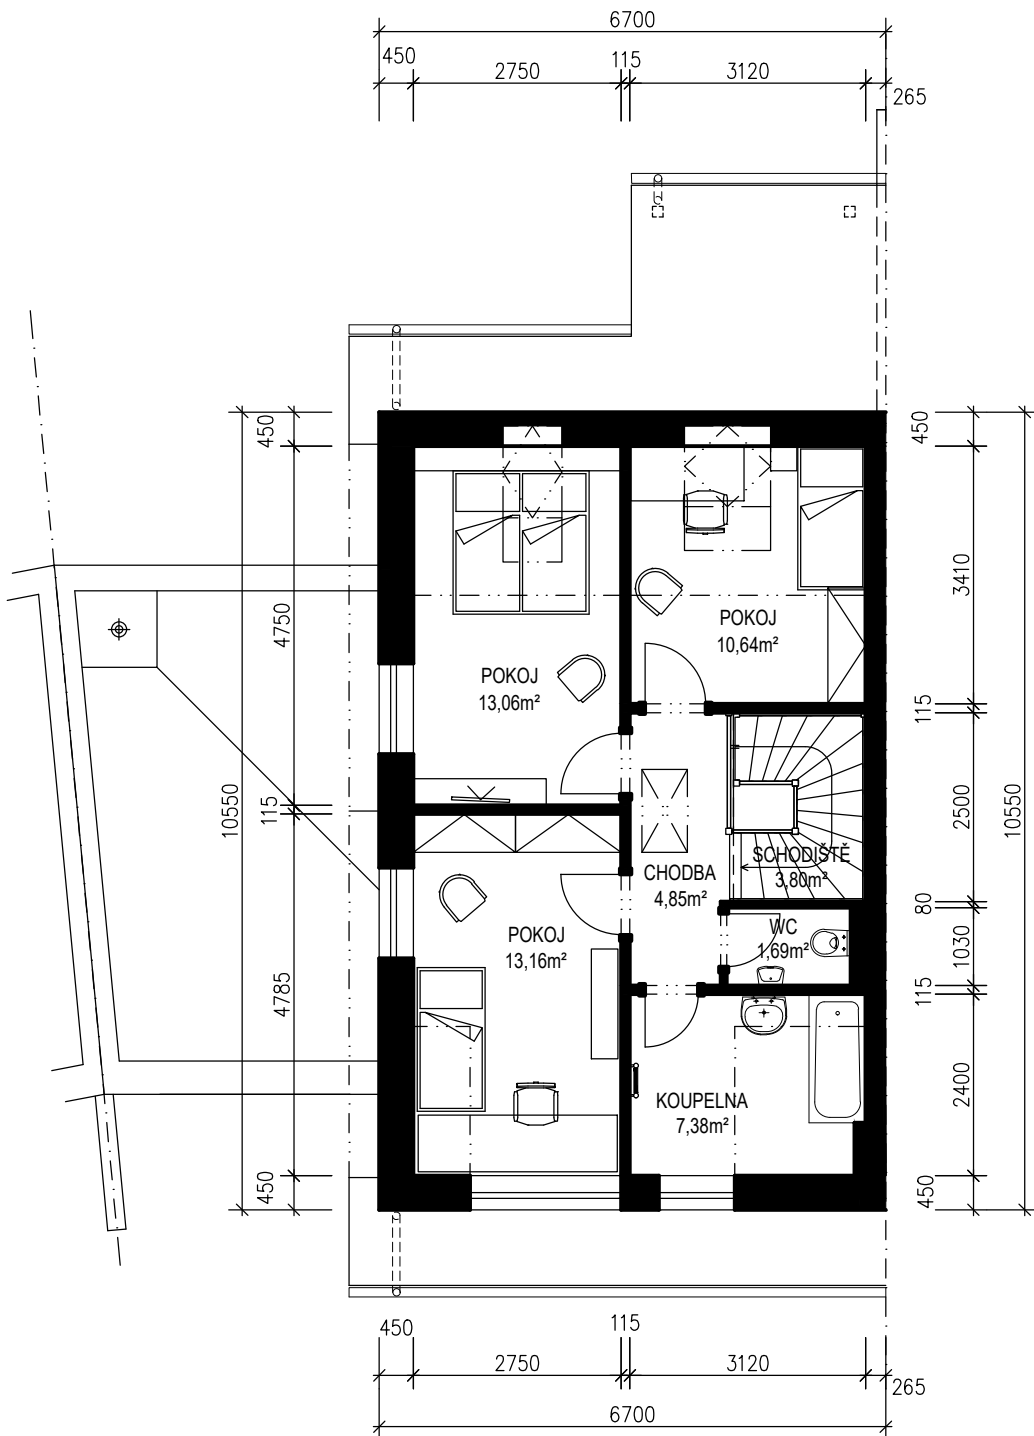 6700
450
2750
115
3120
265
450
4750
115
10550
4785
450
450
3410
115
2500
80
1030
115
2400
450
10550
POKOJ
10,64m²
POKOJ
13,06m²
CHODBA
4,85m²
SCHODIŠTĚ
3,80m²
WC
1,69m²
POKOJ
13,16m²
KOUPELNA
7,38m²
450
2750
115
3120
265
6700